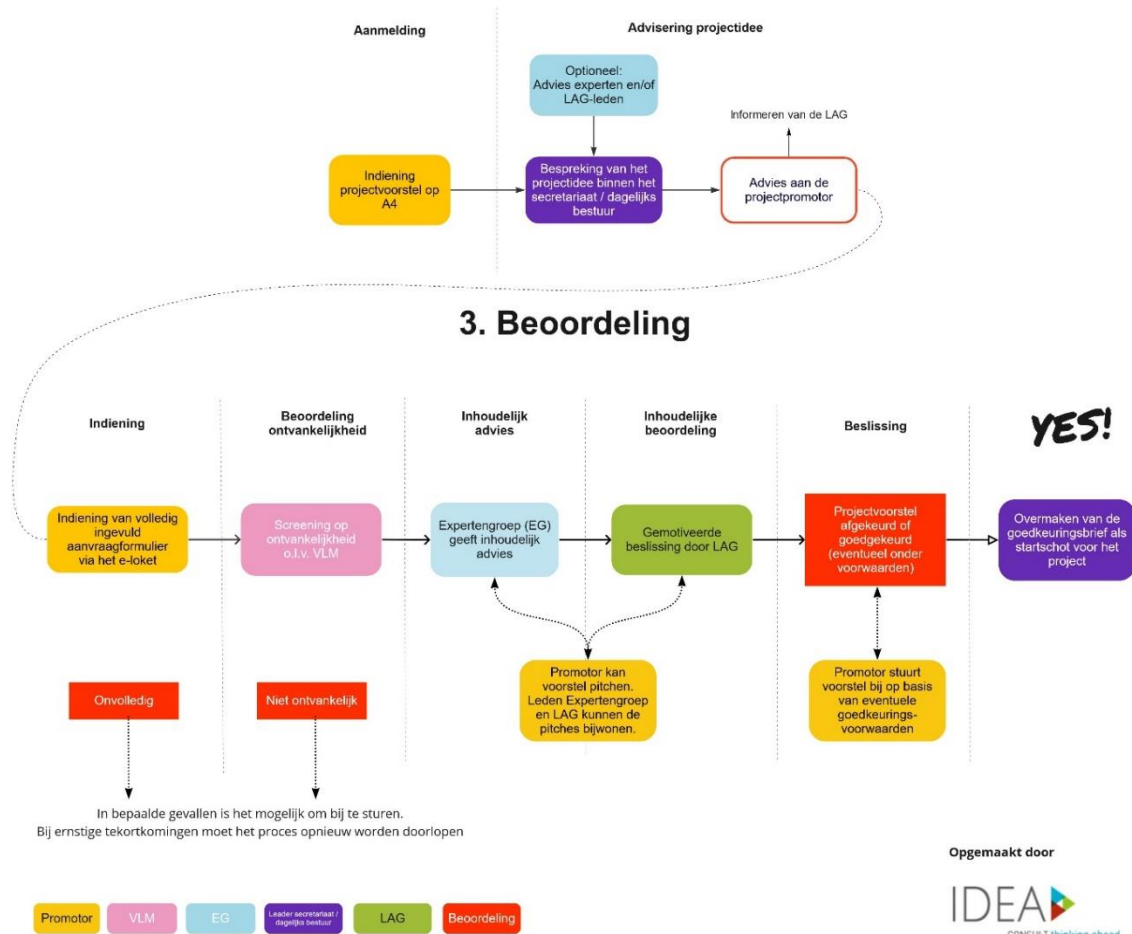 Aanmelding
Advisering projectidee
Optioneel:
Advies experten en/of
LAG-leden
Informeren van de LAG
Indiening
projectvoorstel op
A4
Bespreking van het
projectidee binnen het
secretariaat / dagelijks
bestuur
Advies aan de
projectpromotor
3. Beoordeling
Indiening
Beoordeling
ontvankelijkheid
Inhoudelijk
advies
Inhoudelijke
beoordeling
Beslissing
YES!
Indiening van volledig
ingevuld
aanvraagformulier
via het e-loket
Screening op
ontvankelijkheid
o.l.v. VLM
Expertengroep (EG)
geeft inhoudelijk
advies
Gemotiveerde
beslissing door LAG
Projectvoorstel
afgekeurd of
goedgekeurd
(eventueel onder
voorwaarden)
Overmaken van de
goedkeuringsbrief als
startschot voor het
project
Onvolledig
Niet ontvankelijk
Promotor kan
voorstel pitchen.
Leden Expertengroep
en LAG kunnen de
pitches bijwonen.
Promotor stuurt
voorstel bij op basis
van eventuele
goedkeurings-
voorwaarden
In bepaalde gevallen is het mogelijk om bij te sturen.
Bij ernstige tekortkomingen moet het proces opnieuw worden doorlopen
Opgemaakt door
Promotor
VLM
EG
Leader secretariaat /
dagelijks bestuur
LAG
Beoordeling
IDEA
CONSULT thinking ahead